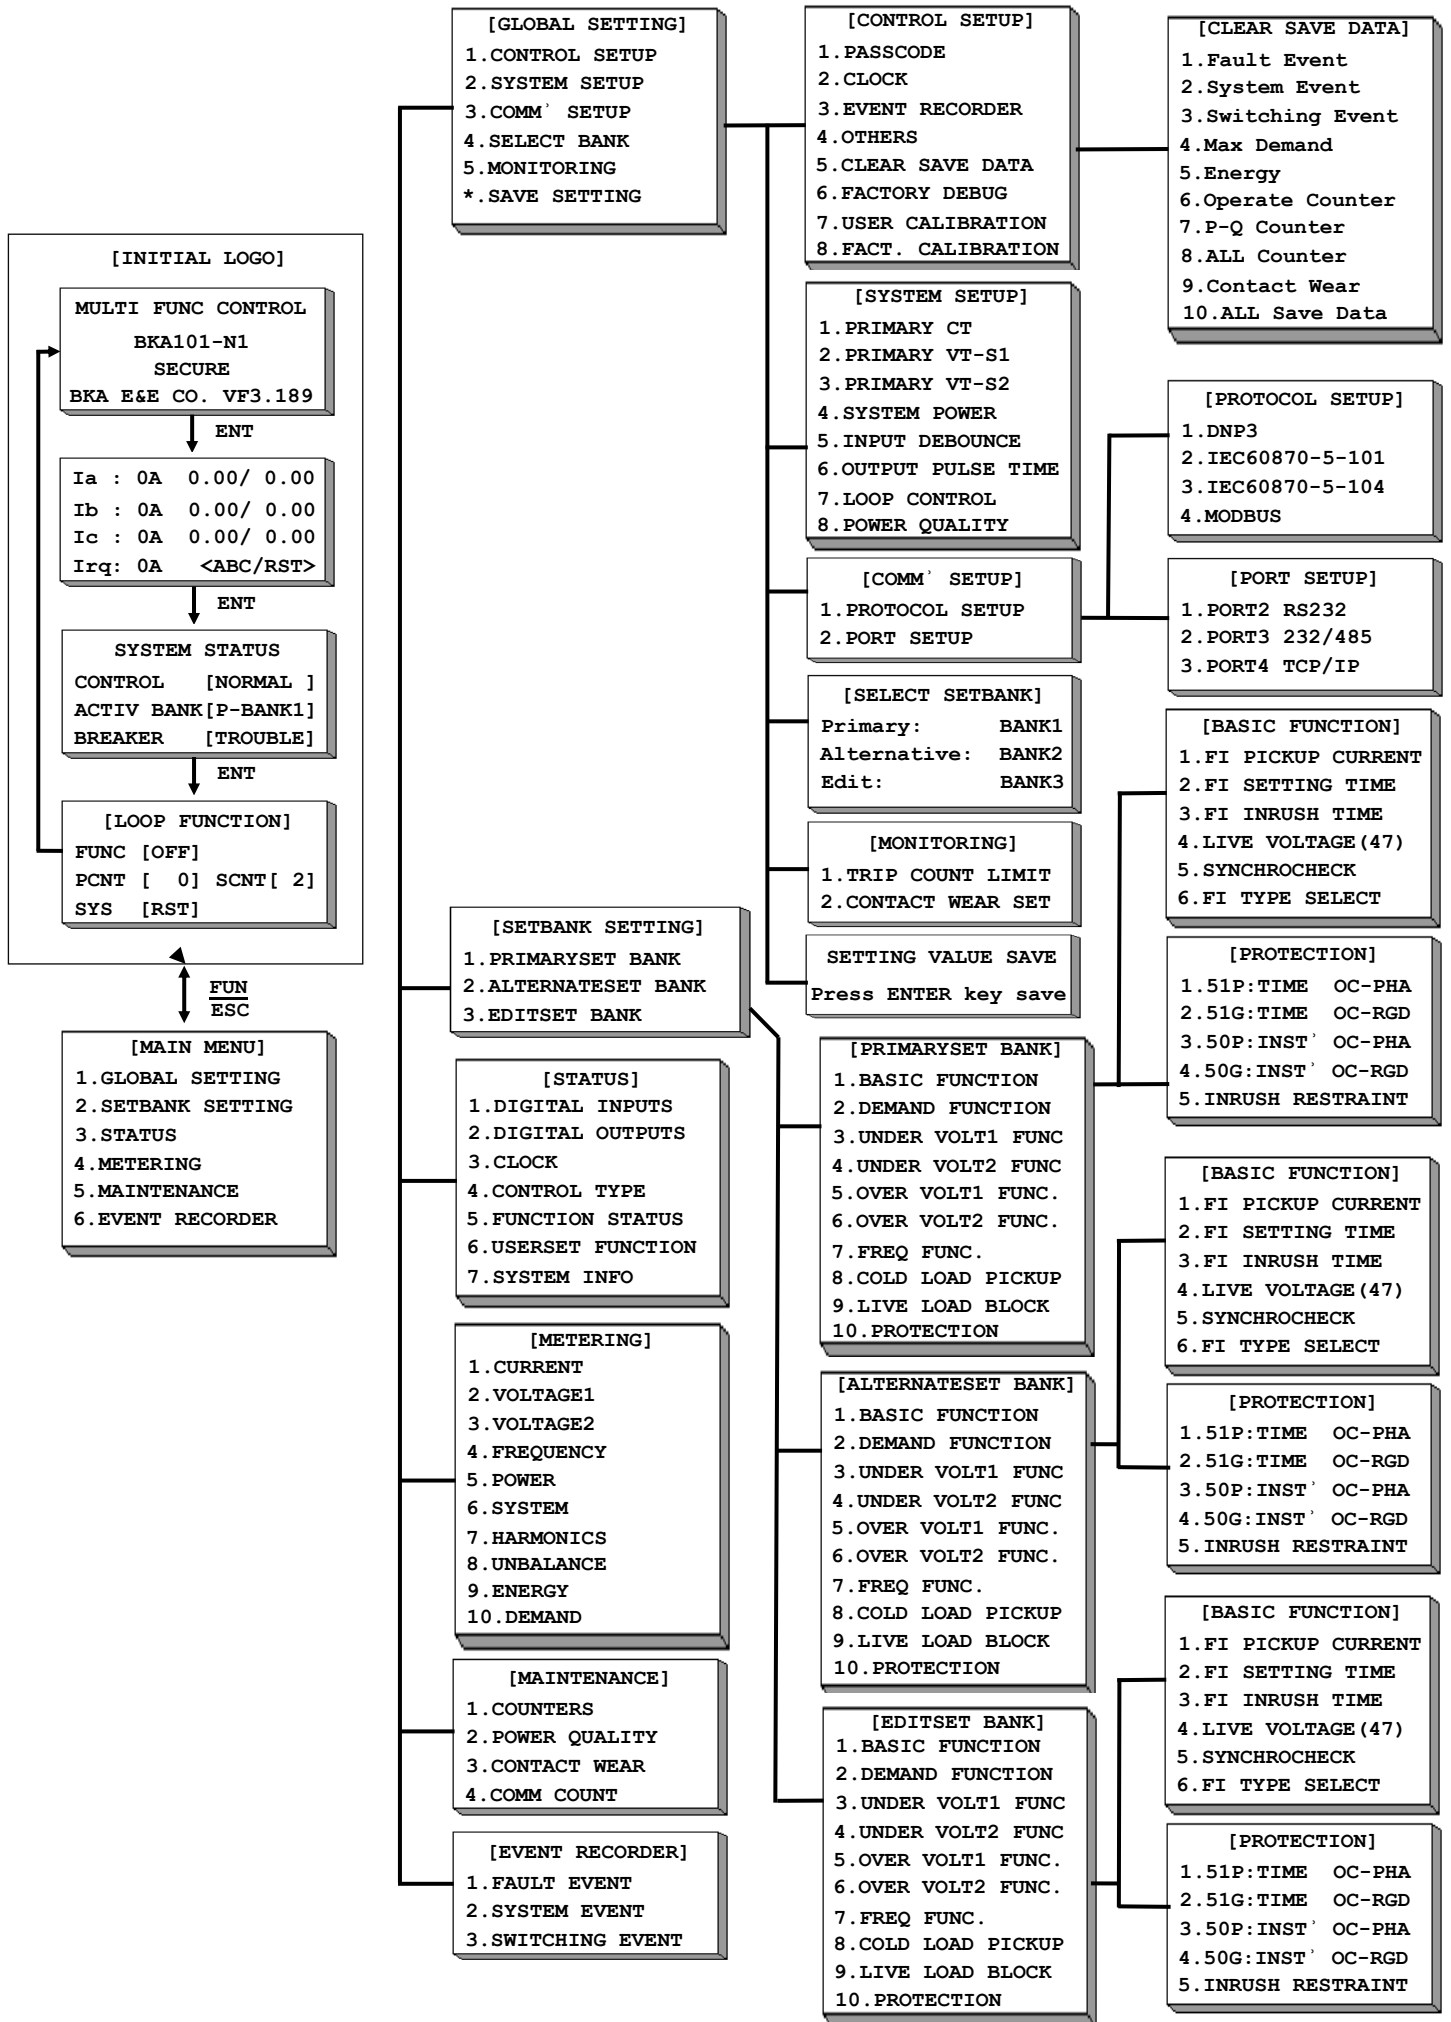 [INITIAL LOGO]
MULTI FUNC CONTROL
BKA101-N1
SECURE
BKA E&E CO. VF3.189
ENT
Ia : 0A 0.00/ 0.00
Ib : 0A 0.00/ 0.00
Ic : 0A 0.00/ 0.00
Irq: 0A <ABC/RST>
ENT
SYSTEM STATUS
CONTROL [NORMAL ]
ACTIV BANK[P-BANK1]
BREAKER [TROUBLE]
ENT
[LOOP FUNCTION]
FUNC [OFF]
PCNT [ 0] SCNT[ 2]
SYS [RST]
FUN
ESC
[MAIN MENU]
1.GLOBAL SETTING
2.SETBANK SETTING
3.STATUS
4.METERING
5.MAINTENANCE
6.EVENT RECORDER
[GLOBAL SETTING]
1.CONTROL SETUP
2.SYSTEM SETUP
3.COMM' SETUP
4.SELECT BANK
5.MONITORING
*.SAVE SETTING
[SETBANK SETTING]
1.PRIMARYSET BANK
2.ALTERNATESET BANK
3.EDITSET BANK
[STATUS]
1.DIGITAL INPUTS
2.DIGITAL OUTPUTS
3.CLOCK
4.CONTROL TYPE
5.FUNCTION STATUS
6.USERSET FUNCTION
7.SYSTEM INFO
[METERING]
1.CURRENT
2.VOLTAGE1
3.VOLTAGE2
4.FREQUENCY
5.POWER
6.SYSTEM
7.HARMONICS
8.UNBALANCE
9.ENERGY
10.DEMAND
[MAINTENANCE]
1.COUNTERS
2.POWER QUALITY
3.CONTACT WEAR
4.COMM COUNT
[EVENT RECORDER]
1.FAULT EVENT
2.SYSTEM EVENT
3.SWITCHING EVENT
[CONTROL SETUP]
1.PASSCODE
2.CLOCK
3.EVENT RECORDER
4.OTHERS
5.CLEAR SAVE DATA
6.FACTORY DEBUG
7.USER CALIBRATION
8.FACT. CALIBRATION
[SYSTEM SETUP]
1.PRIMARY CT
2.PRIMARY VT-S1
3.PRIMARY VT-S2
4.SYSTEM POWER
5.INPUT DEBOUNCE
6.OUTPUT PULSE TIME
7.LOOP CONTROL
8.POWER QUALITY
[COMM' SETUP]
1.PROTOCOL SETUP
2.PORT SETUP
[SELECT SETBANK]
Primary: BANK1
Alternative: BANK2
Edit: BANK3
[MONITORING]
1.TRIP COUNT LIMIT
2.CONTACT WEAR SET
SETTING VALUE SAVE
Press ENTER key save
[PRIMARYSET BANK]
1.BASIC FUNCTION
2.DEMAND FUNCTION
3.UNDER VOLT1 FUNC
4.UNDER VOLT2 FUNC
5.OVER VOLT1 FUNC.
6.OVER VOLT2 FUNC.
7.FREQ FUNC.
8.COLD LOAD PICKUP
9.LIVE LOAD BLOCK
10.PROTECTION
[ALTERNATESET BANK]
1.BASIC FUNCTION
2.DEMAND FUNCTION
3.UNDER VOLT1 FUNC
4.UNDER VOLT2 FUNC
5.OVER VOLT1 FUNC.
6.OVER VOLT2 FUNC.
7.FREQ FUNC.
8.COLD LOAD PICKUP
9.LIVE LOAD BLOCK
10.PROTECTION
[EDITSET BANK]
1.BASIC FUNCTION
2.DEMAND FUNCTION
3.UNDER VOLT1 FUNC
4.UNDER VOLT2 FUNC
5.OVER VOLT1 FUNC.
6.OVER VOLT2 FUNC.
7.FREQ FUNC.
8.COLD LOAD PICKUP
9.LIVE LOAD BLOCK
10.PROTECTION
[CLEAR SAVE DATA]
1.Fault Event
2.System Event
3.Switching Event
4.Max Demand
5.Energy
6.Operate Counter
7.P-Q Counter
8.ALL Counter
9.Contact Wear
10.ALL Save Data
[PROTOCOL SETUP]
1.DNP3
2.IEC60870-5-101
3.IEC60870-5-104
4.MODBUS
[PORT SETUP]
1.PORT2 RS232
2.PORT3 232/485
3.PORT4 TCP/IP
[BASIC FUNCTION]
1.FI PICKUP CURRENT
2.FI SETTING TIME
3.FI INRUSH TIME
4.LIVE VOLTAGE(47)
5.SYNCHROCHECK
6.FI TYPE SELECT
[PROTECTION]
1.51P:TIME OC-PHA
2.51G:TIME OC-RGD
3.50P:INST' OC-PHA
4.50G:INST' OC-RGD
5.INRUSH RESTRAINT
[BASIC FUNCTION]
1.FI PICKUP CURRENT
2.FI SETTING TIME
3.FI INRUSH TIME
4.LIVE VOLTAGE(47)
5.SYNCHROCHECK
6.FI TYPE SELECT
[PROTECTION]
1.51P:TIME OC-PHA
2.51G:TIME OC-RGD
3.50P:INST' OC-PHA
4.50G:INST' OC-RGD
5.INRUSH RESTRAINT
[BASIC FUNCTION]
1.FI PICKUP CURRENT
2.FI SETTING TIME
3.FI INRUSH TIME
4.LIVE VOLTAGE(47)
5.SYNCHROCHECK
6.FI TYPE SELECT
[PROTECTION]
1.51P:TIME OC-PHA
2.51G:TIME OC-RGD
3.50P:INST' OC-PHA
4.50G:INST' OC-RGD
5.INRUSH RESTRAINT